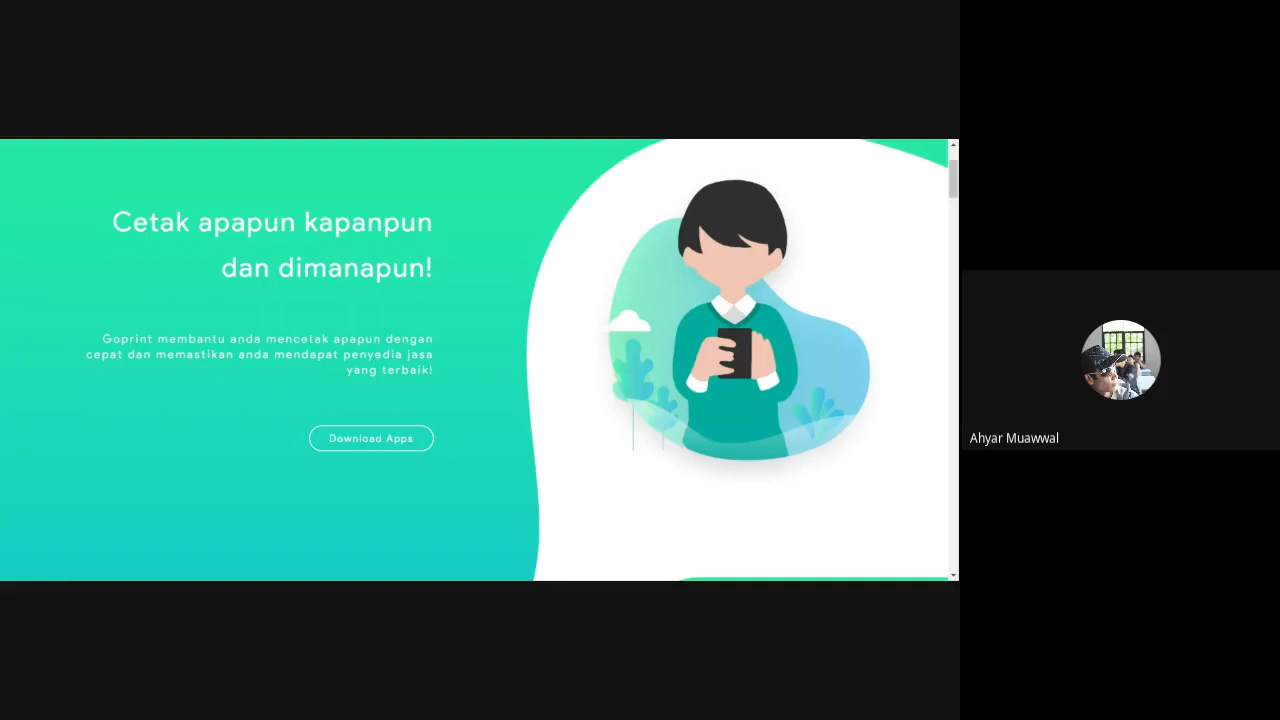 Cetak apapun kapanpun
dan dimanapun!
Goprint membantu anda mencetak apapun dengan
cepat dan memastikan anda mendapat penyedia jasa
yang terbaik!
Download Apps
Ahyar Muawwal